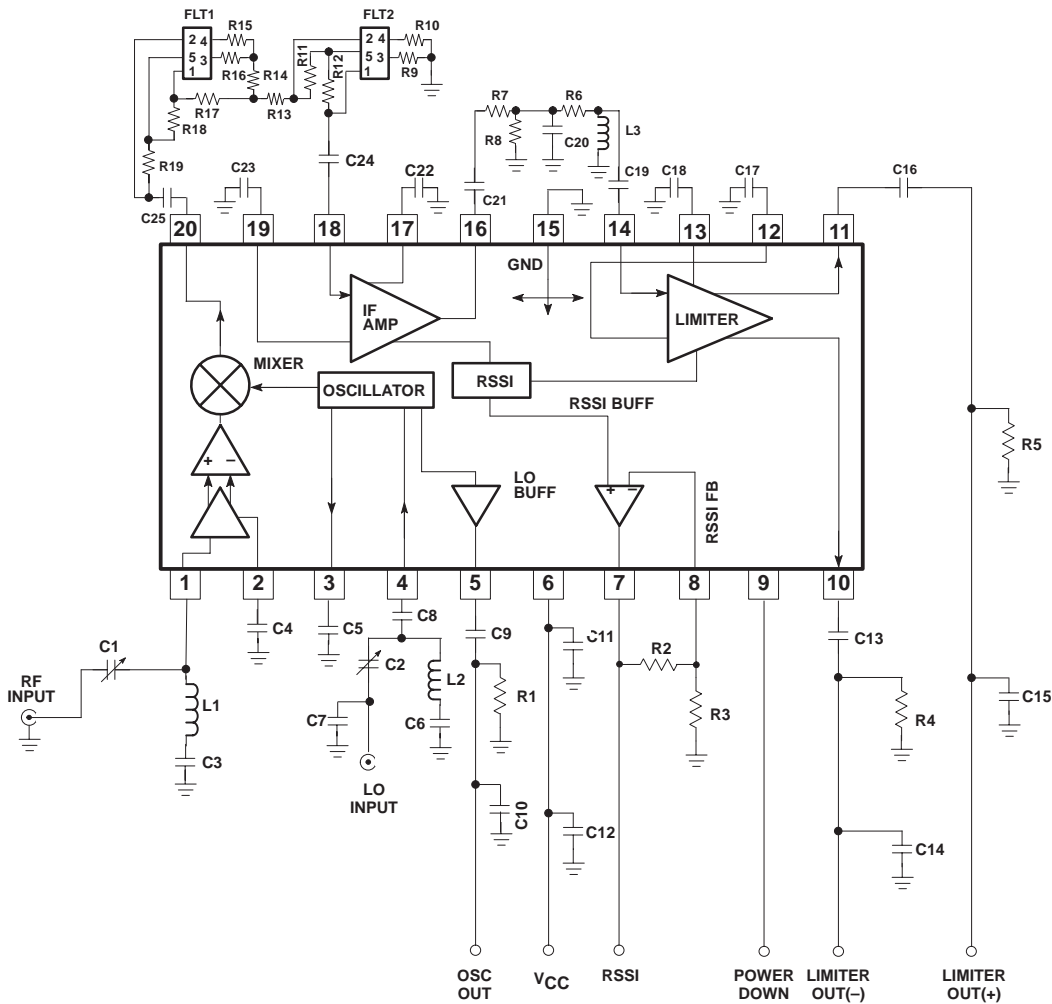 FLT1
FLT2
R15
R10
2 4
5 3
1
2 4
5 3
1
R16
R14
R11
R12
R9
R17
R13
R18
R19
R7
R6
R8
C20
L3
C23
C24
C22
C21
C19
C18
C17
C16
C25
20
19
18
17
16
15
14
13
12
11
GND
IF
AMP
LIMITER
MIXER
OSCILLATOR
RSSI
RSSI BUFF
+ −
LO
BUFF
+ −
RSSI FB
R5
1
2
3
4
5
6
7
8
9
10
C4
C5
C8
C9
C11
C13
C1
C2
R2
RF
INPUT
L1
L2
R1
R3
R4
C15
C7
C6
C3
LO
INPUT
C10
C12
C14
OSC
OUT
VCC
RSSI
POWER
DOWN
LIMITER
OUT(–)
LIMITER
OUT(+)